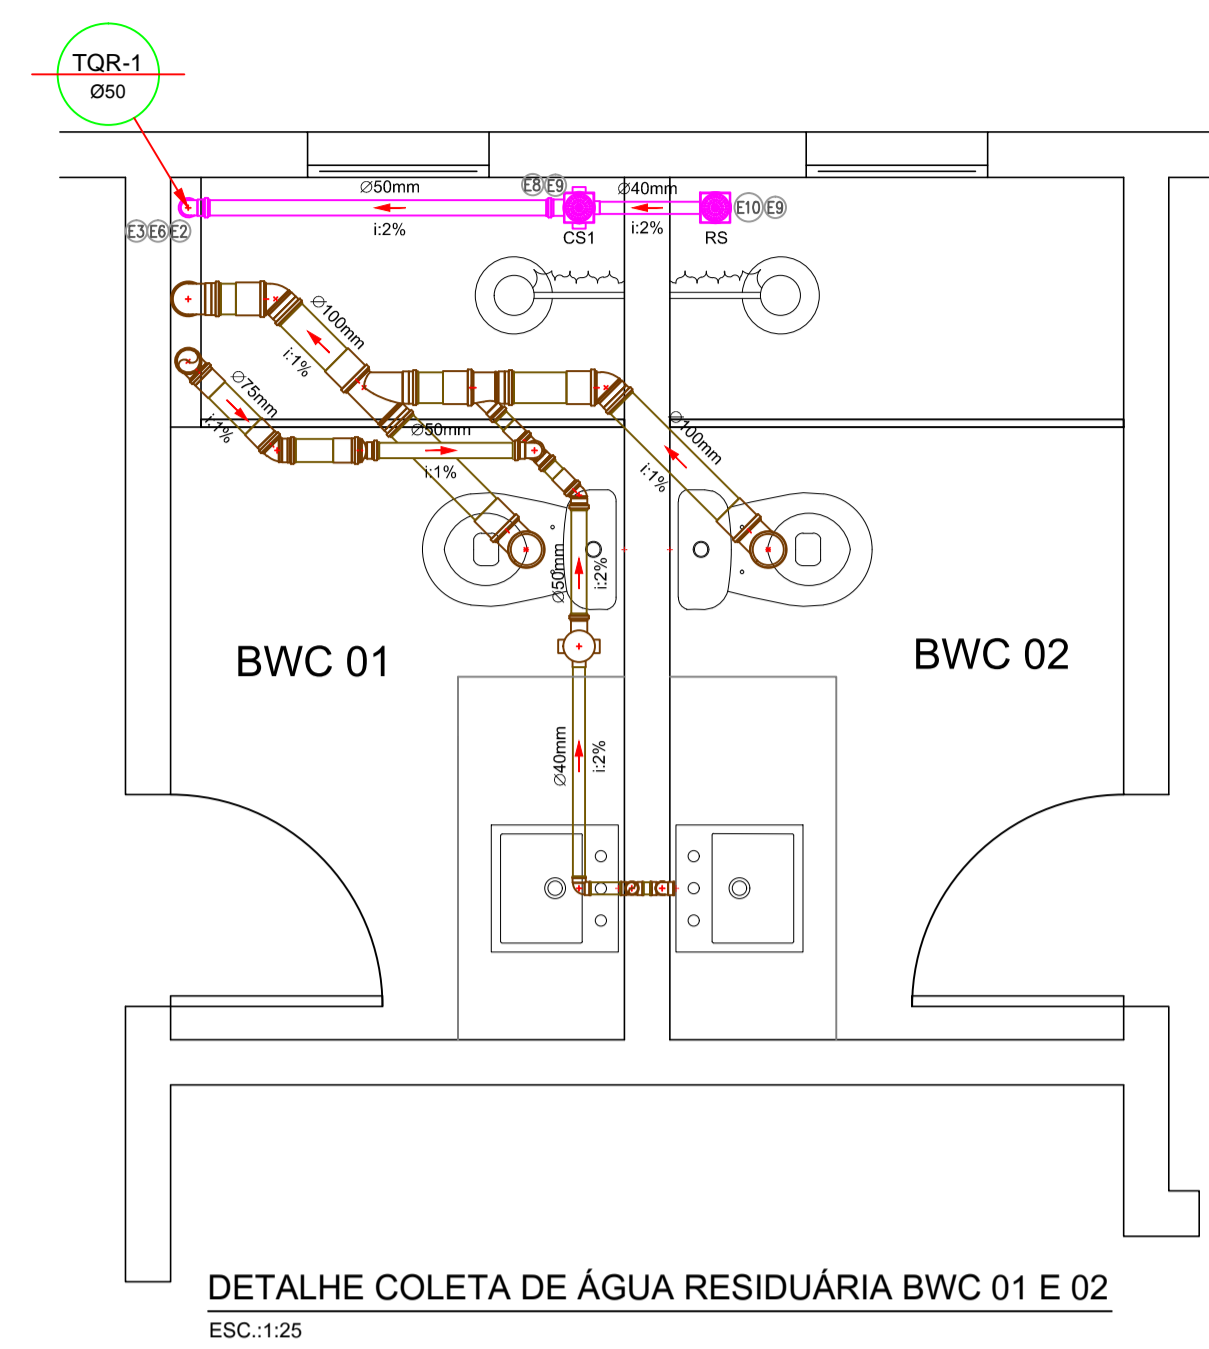 TQR-1
Ø50
E8 E9
Ø50mm
i:2%
Ø40mm
i:2%
E10 E9
CS1
RS
E3 E6 E2
Ø100mm
i:1%
Ø75mm
i:1%
Ø50mm
i:1%
Ø100mm
i:1%
Ø50mm
i:2%
BWC 01
BWC 02
Ø40mm
i:2%
DETALHE COLETA DE ÁGUA RESIDUÁRIA BWC 01 E 02
ESC.:1:25